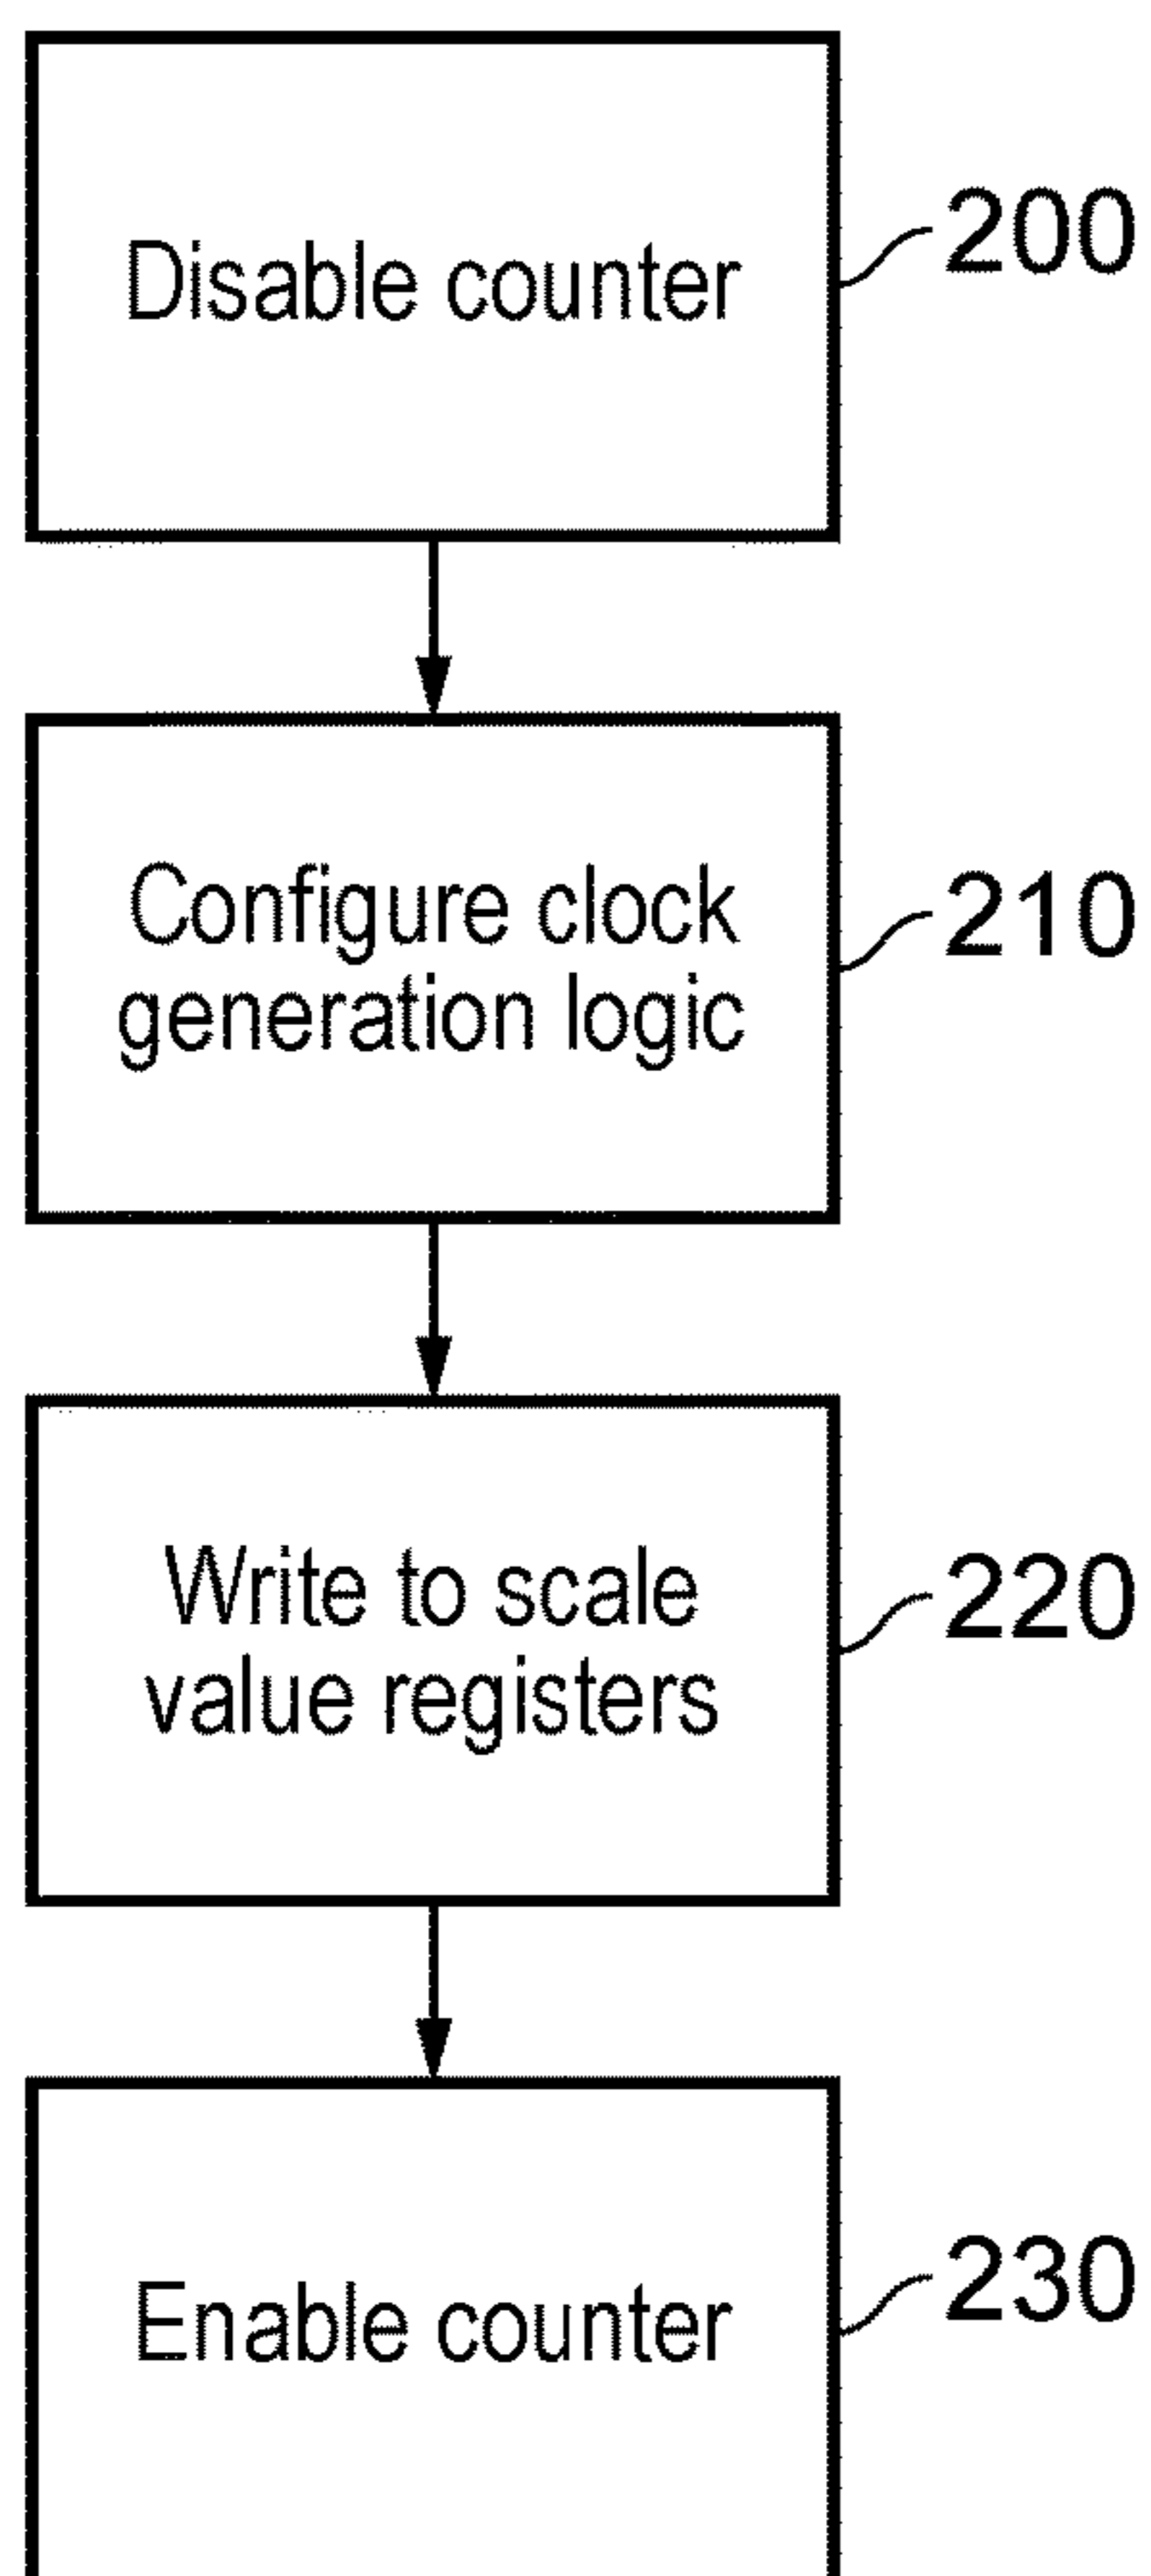 Disable counter
200
Configure clock
generation logic
210
Write to scale
value registers
220
Enable counter
230